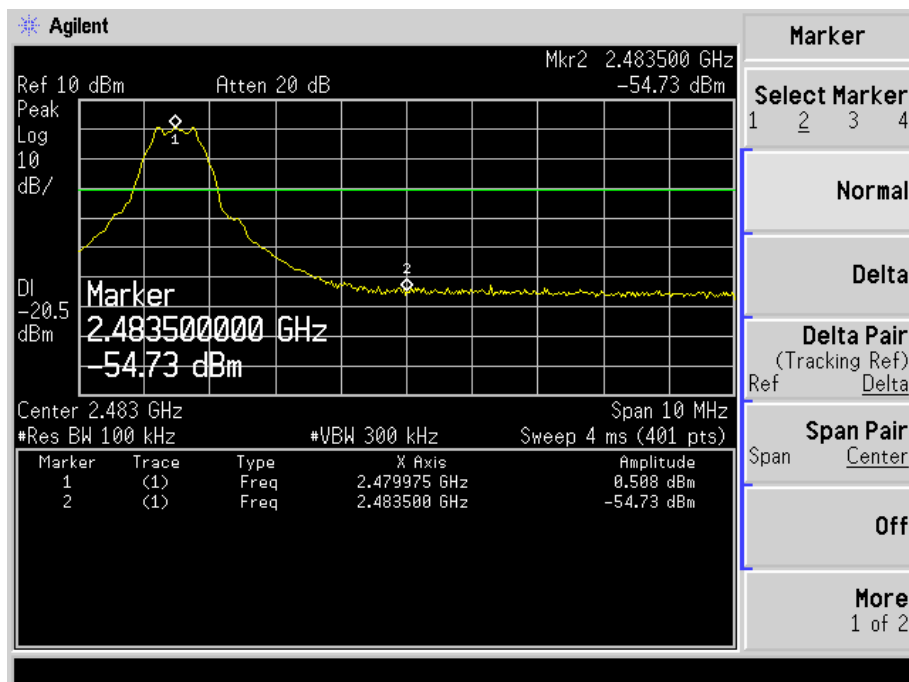 Agilent
Marker
Mkr2 2.483500 GHz
Ref 10 dBm Atten 20 dB -54.73 dBm
Peak
Log
10
dB/
1
2
DI
-20.5
dBm
Marker
2.483500000 GHz
-54.73 dBm
Center 2.483 GHz Span 10 MHz
#Res BW 100 kHz #VBW 300 kHz Sweep 4 ms (401 pts)
Marker Trace Type X Axis Amplitude
1 (1) Freq 2.479975 GHz 0.508 dBm
2 (1) Freq 2.483500 GHz -54.73 dBm
Select Marker
1 2 3 4
Normal
Delta
Delta Pair
(Tracking Ref)
Ref Delta
Span Pair
Span Center
Off
More
1 of 2